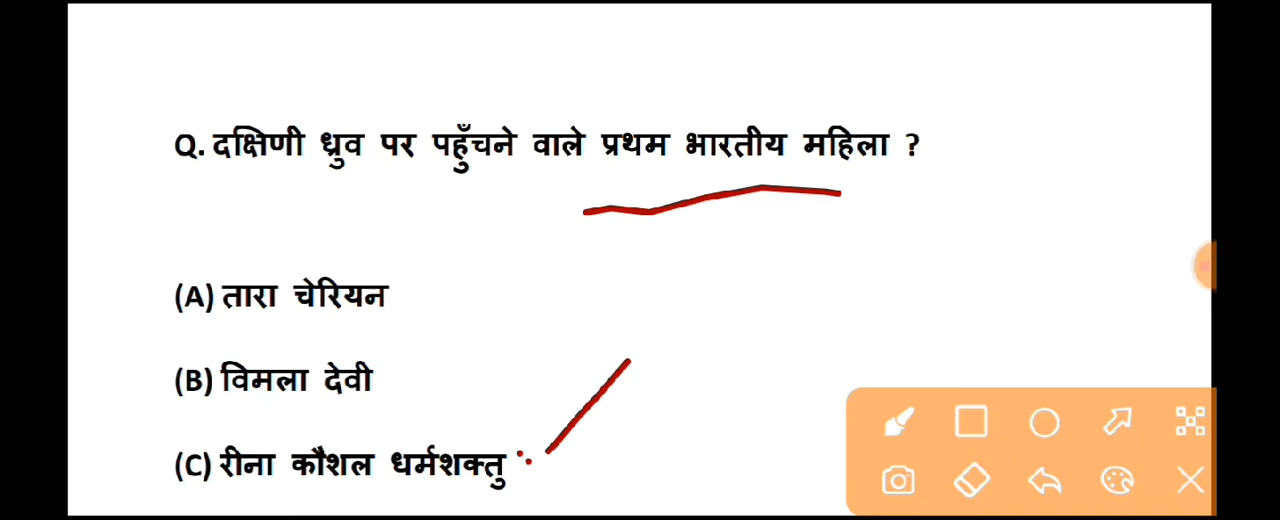 Q. दक्षिणी ध्रुव पर पहुँचने वाले प्रथम भारतीय महिला ?
(A) तारा चेरियन
(B) विमला देवी
(C) रीना कौशल धर्मशक्तु